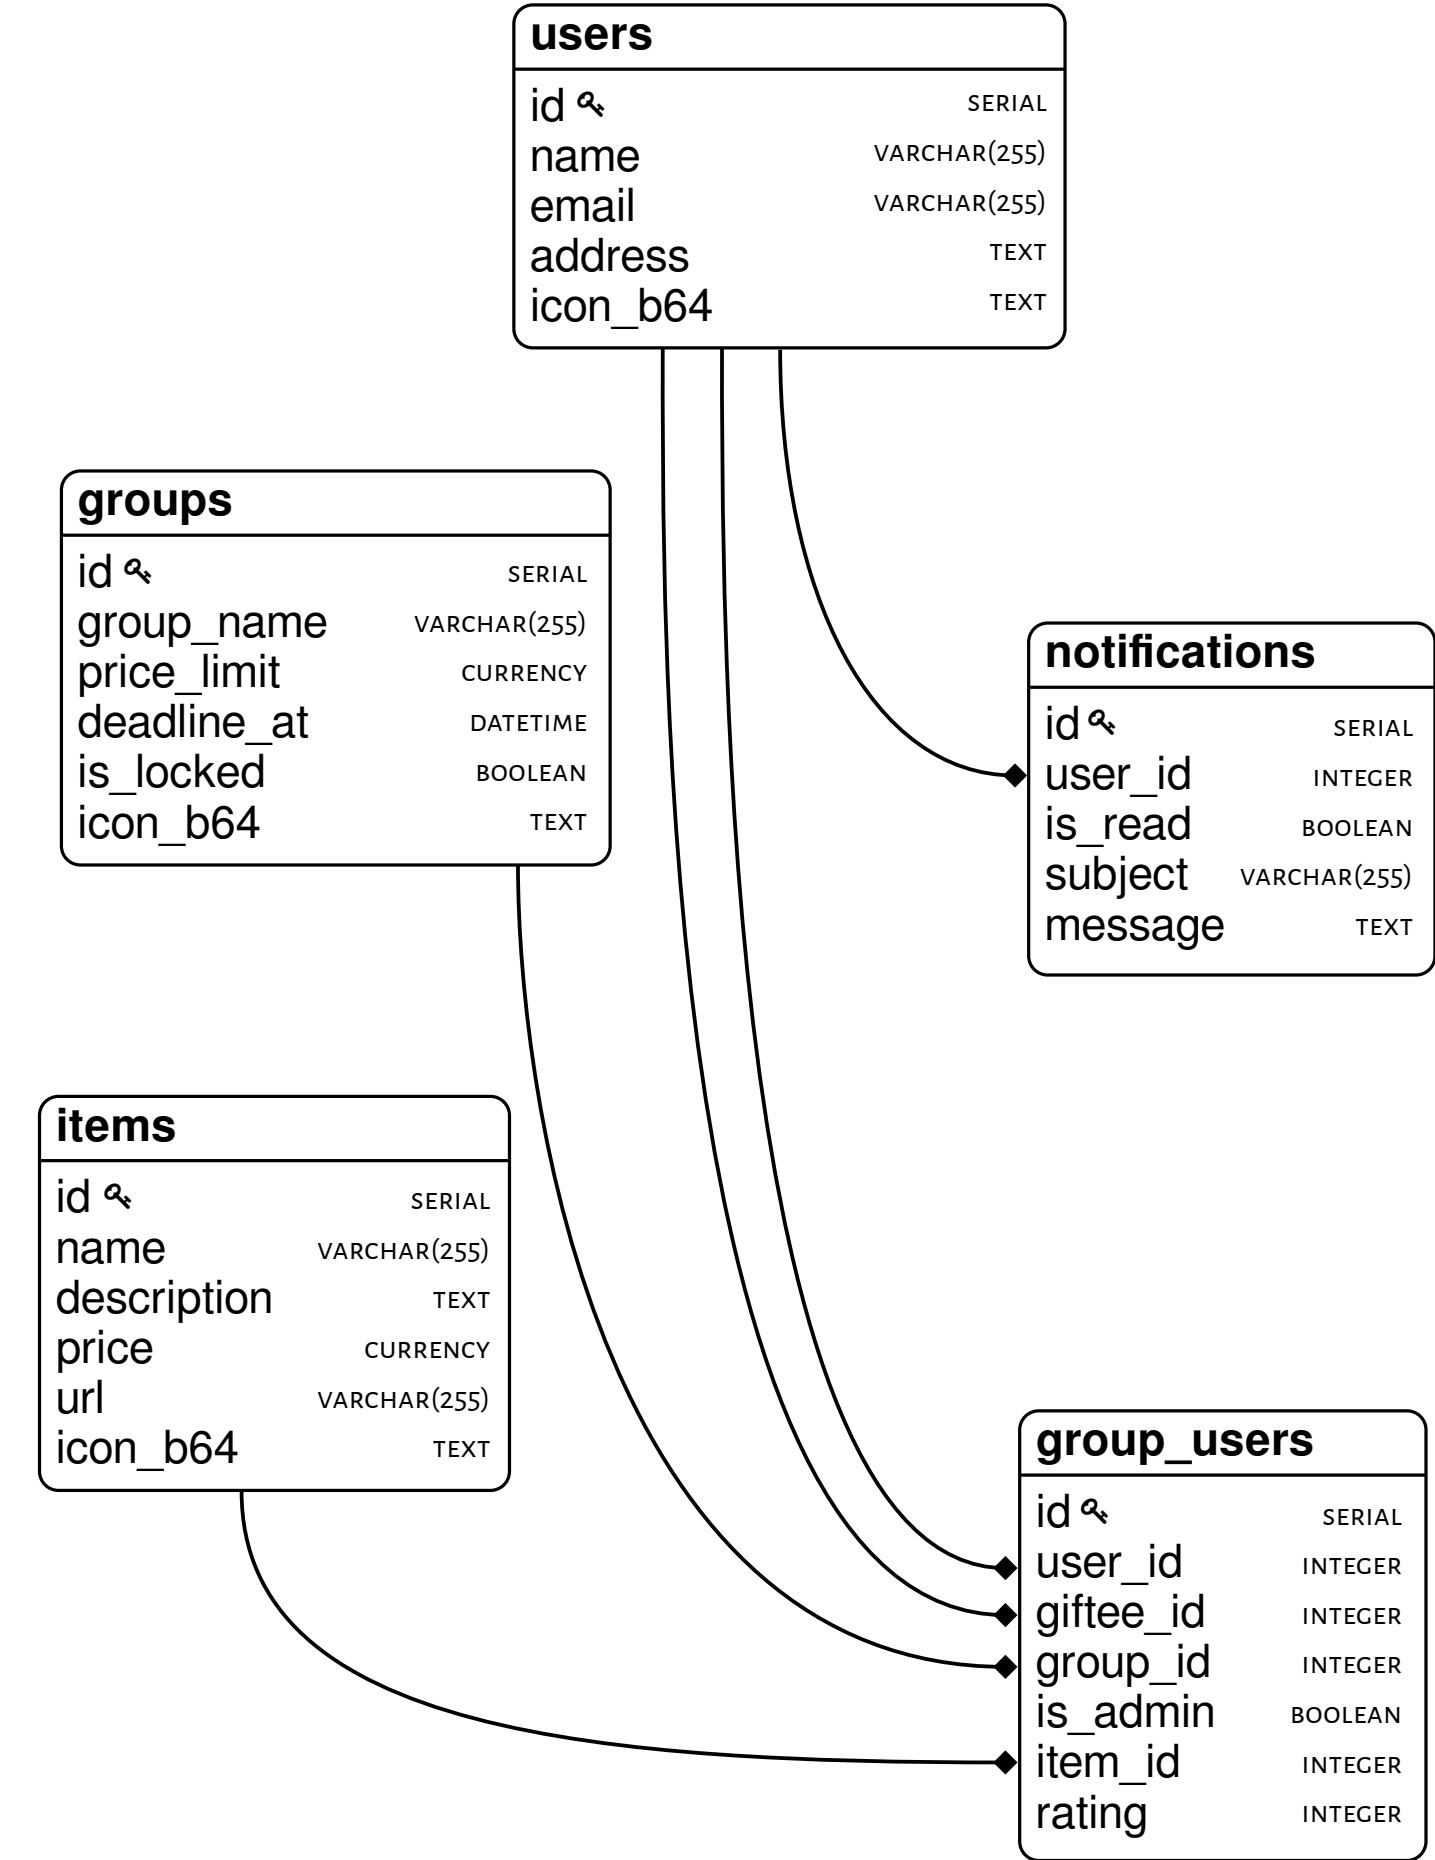 users
id SERIAL
name VARCHAR(255)
email VARCHAR(255)
address TEXT
icon_b64 TEXT
groups
id SERIAL
group_name VARCHAR(255)
price_limit CURRENCY
deadline_at DATETIME
is_locked BOOLEAN
icon_b64 TEXT
notifications
id SERIAL
user_id INTEGER
is_read BOOLEAN
subject VARCHAR(255)
message TEXT
items
id SERIAL
name VARCHAR(255)
description TEXT
price CURRENCY
url VARCHAR(255)
icon_b64 TEXT
group_users
id SERIAL
user_id INTEGER
giftee_id INTEGER
group_id INTEGER
is_admin BOOLEAN
item_id INTEGER
rating INTEGER